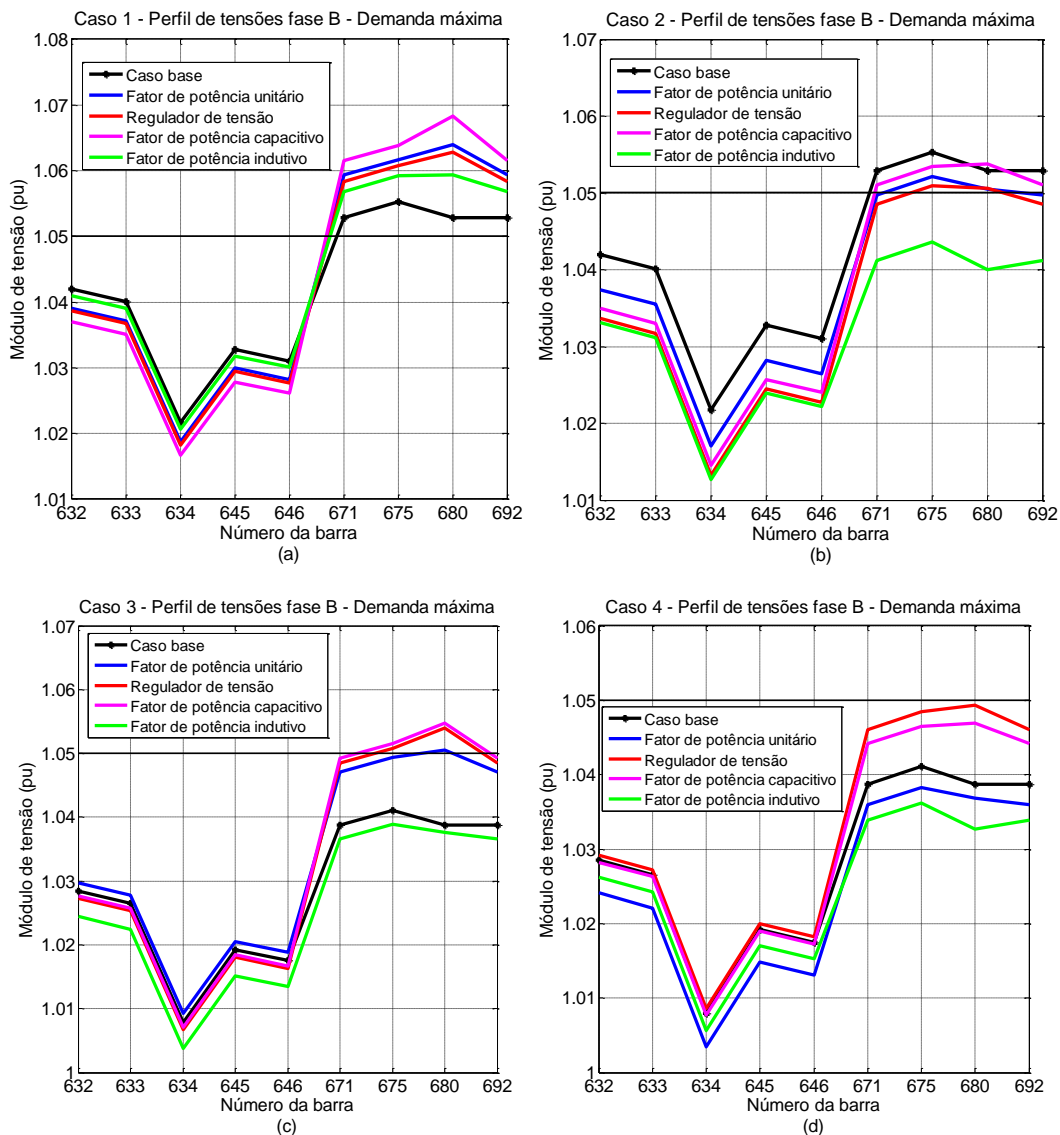 Caso 1 - Perfil de tensões fase B - Demanda máxima
1.08
1.07
1.06
1.05
1.04
1.03
1.02
1.01
Módulo de tensão (pu)
Caso base
Fator de potência unitário
Regulador de tensão
Fator de potência capacitivo
Fator de potência indutivo
632 633 634 645 646 671 675 680 692
Número da barra
(a)
Caso 2 - Perfil de tensões fase B - Demanda máxima
1.07
1.06
1.05
1.04
1.03
1.02
1.01
Módulo de tensão (pu)
Caso base
Fator de potência unitário
Regulador de tensão
Fator de potência capacitivo
Fator de potência indutivo
632 633 634 645 646 671 675 680 692
Número da barra
(b)
Caso 3 - Perfil de tensões fase B - Demanda máxima
1.07
1.06
1.05
1.04
1.03
1.02
1.01
1
Módulo de tensão (pu)
Caso base
Fator de potência unitário
Regulador de tensão
Fator de potência capacitivo
Fator de potência indutivo
632 633 634 645 646 671 675 680 692
Número da barra
(c)
Caso 4 - Perfil de tensões fase B - Demanda máxima
1.06
1.05
1.04
1.03
1.02
1.01
1
Módulo de tensão (pu)
Caso base
Fator de potência unitário
Regulador de tensão
Fator de potência capacitivo
Fator de potência indutivo
632 633 634 645 646 671 675 680 692
Número da barra
(d)